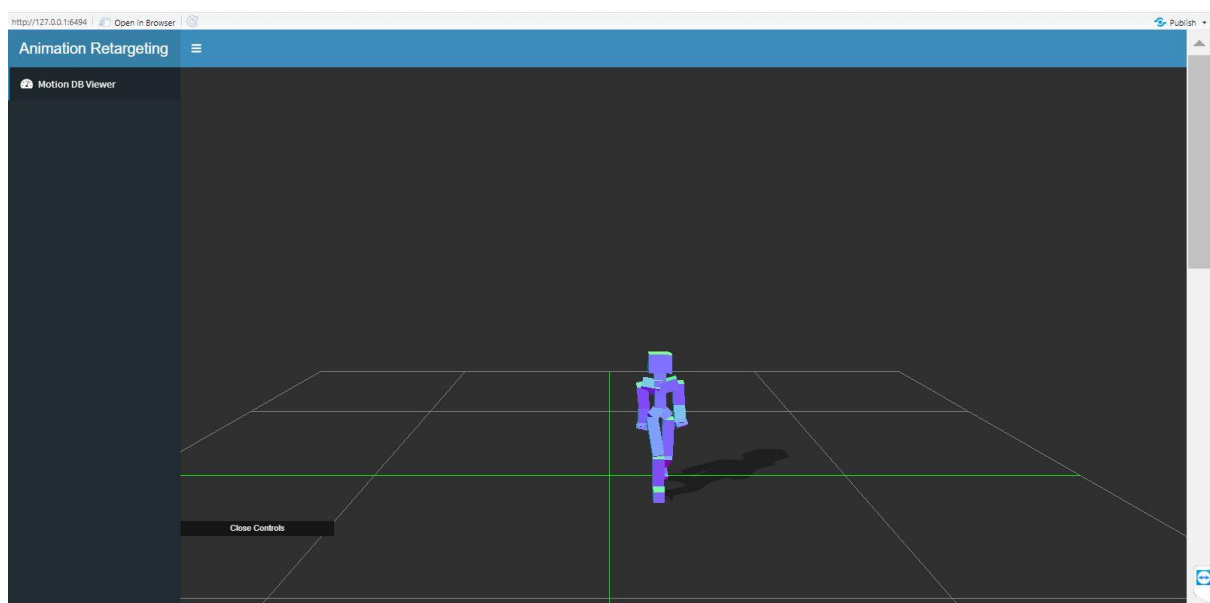 http://127.0.0.1:6494 Open in Browser Publish
Animation Retargeting
Motion DB Viewer
Close Controls